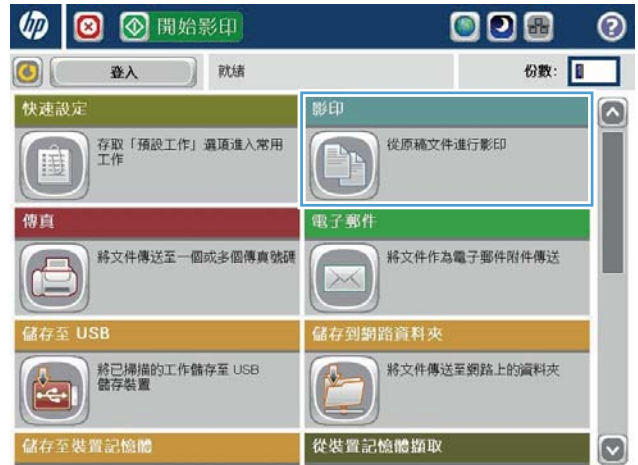 hp
開始影印
?
登入
就緒
份數: 1
快速設定
存取「預設工作」選項進入常用
工作
影印
從原稿文件進行影印
傳真
將文件傳送至一個或多個傳真號碼
電子郵件
將文件作為電子郵件附件傳送
儲存至 USB
將已掃描的工作儲存至 USB
儲存裝置
儲存到網路資料夾
將文件傳送至網路上的資料夾
儲存至裝置記憶體
從裝置記憶體擷取